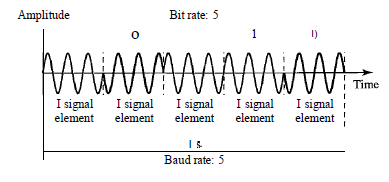 Amplitude Bit rate: 5
0 1 I)
Time
I signal I signal I signal I signal I signal
element element element element element
I s.
Baud rate: 5